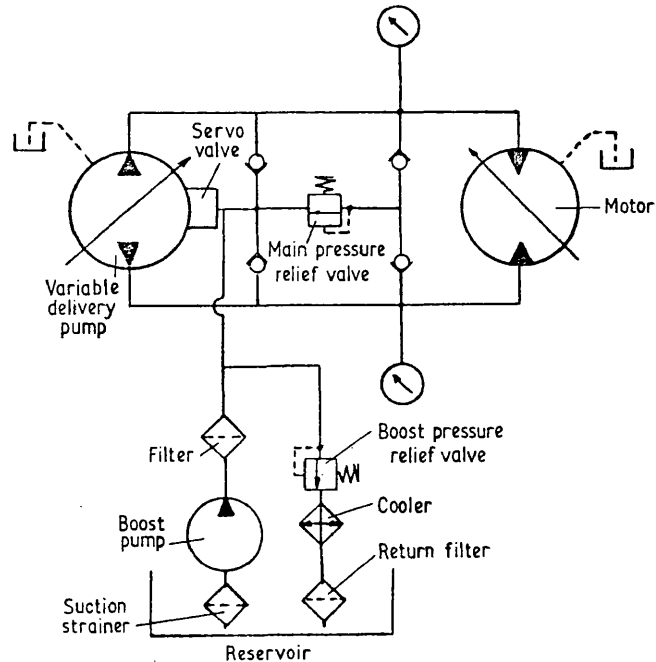 Servo
valve
Motor
Main pressure
relief valve
Variable
delivery
pump
Filter
Boost pressure
relief valve
Boost
pump
Cooler
Return filter
Suction
strainer
Reservoir